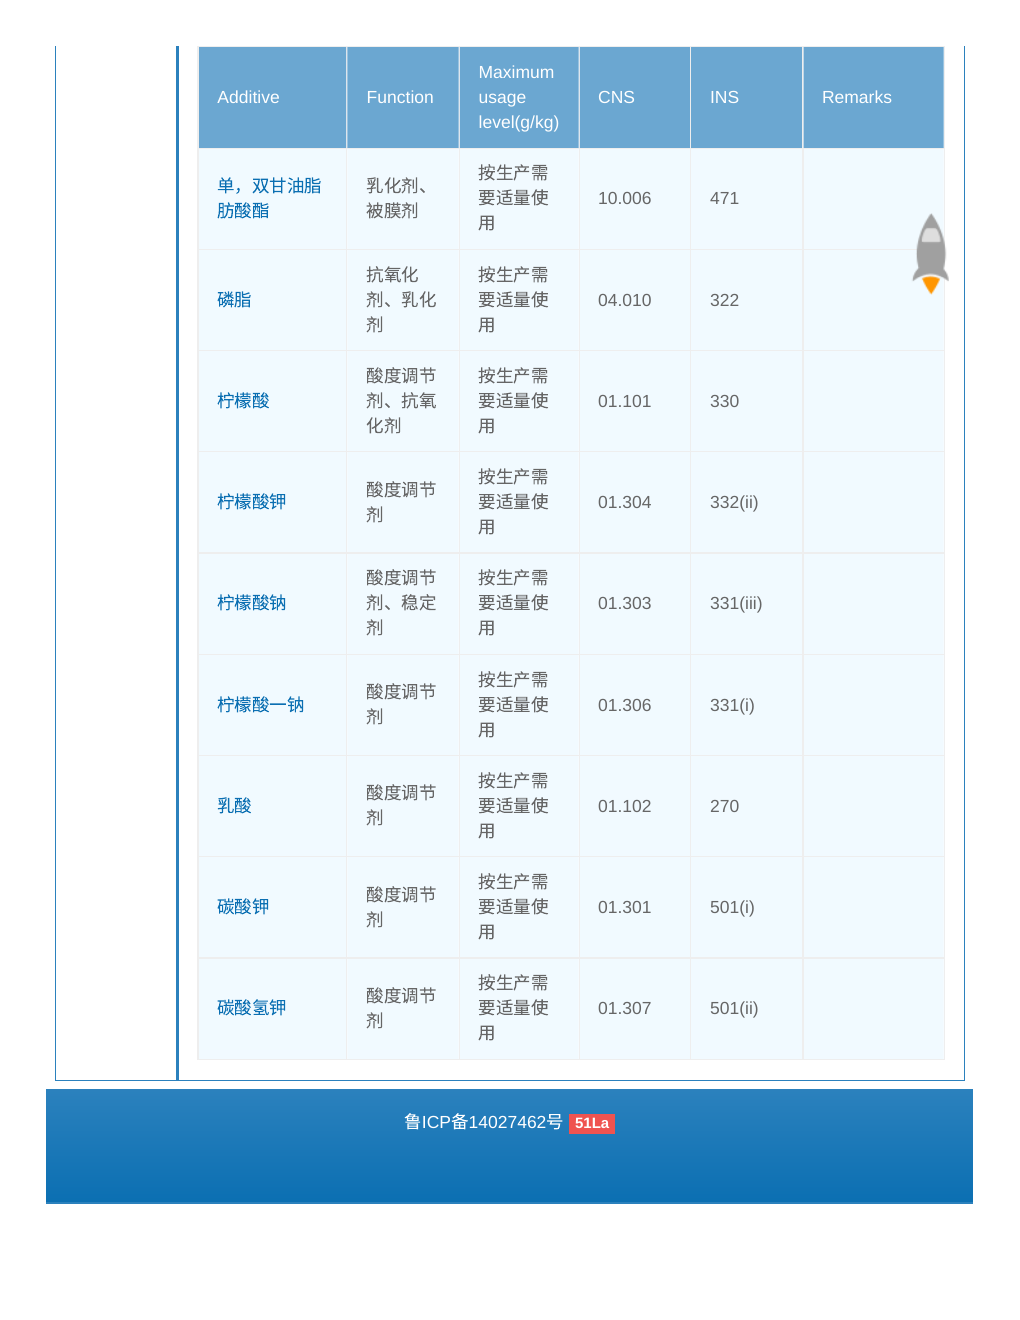 Additive Function Maximum usage level(g/kg) CNS INS Remarks
单，双甘油脂肪酸酯 乳化剂、被膜剂 按生产需要适量使用 10.006 471
磷脂 抗氧化剂、乳化剂 按生产需要适量使用 04.010 322
柠檬酸 酸度调节剂、抗氧化剂 按生产需要适量使用 01.101 330
柠檬酸钾 酸度调节剂 按生产需要适量使用 01.304 332(ii)
柠檬酸钠 酸度调节剂、稳定剂 按生产需要适量使用 01.303 331(iii)
柠檬酸一钠 酸度调节剂 按生产需要适量使用 01.306 331(i)
乳酸 酸度调节剂 按生产需要适量使用 01.102 270
碳酸钾 酸度调节剂 按生产需要适量使用 01.301 501(i)
碳酸氢钾 酸度调节剂 按生产需要适量使用 01.307 501(ii)
鲁ICP备14027462号 51La